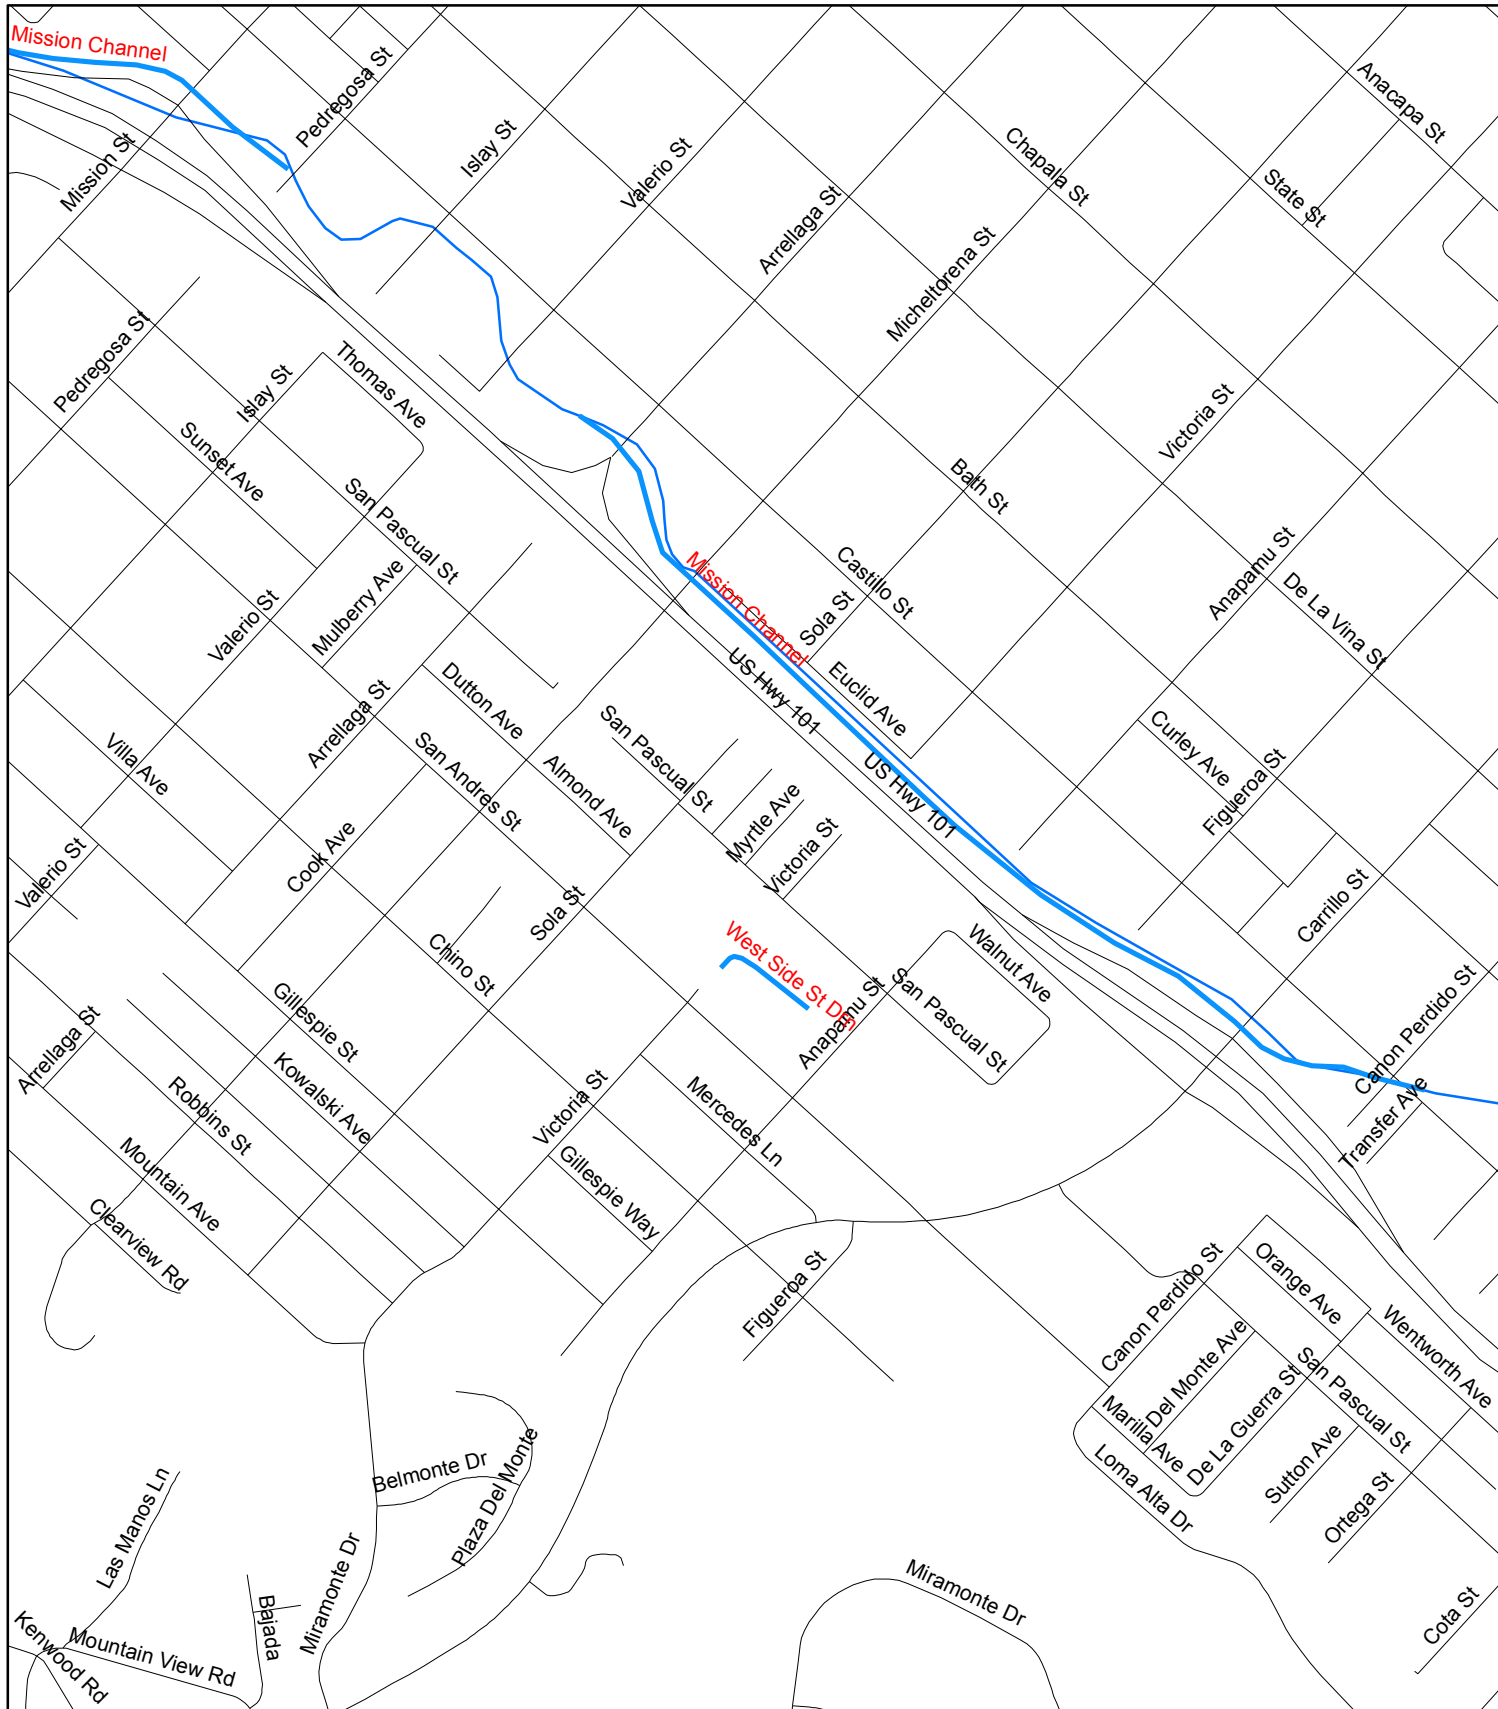 Mission Channel
Pedregosa St
Anacapa St
Mission St
Islay St
Valerio St
Chapala St
State St
Arrellaga St
Micheltorena St
Pedregosa St
Thomas Ave
Islay St
Victoria St
Sunset Ave
San Pascual St
Bath St
Anapamu St
Castillo St
De La Vina St
Mission Channel
Mulberry Ave
Sola St
Valerio St
US Hwy 101
Euclid Ave
Dutton Ave
Arrellaga St
San Pascual St
Curley Ave
Villa Ave
San Andres St
Almond Ave
US Hwy 101
Figueroa St
Myrtle Ave
Victoria St
Cook Ave
Valerio St
Carrillo St
Sola St
West Side St Drn
Walnut Ave
Chino St
Anapamu St
San Pascual St
Canon Perdido St
Gillespie St
Arrellaga St
Kowalski Ave
Robbins St
Victoria St
Mercedes Ln
Transfer Ave
Mountain Ave
Gillespie Way
Clearview Rd
Figueroa St
Canon Perdido St
Orange Ave
Wentworth Ave
Del Monte Ave
San Pascual St
Marilla Ave
De La Guerra St
Sutton Ave
Loma Alta Dr
Ortega St
Belmonte Dr
Plaza Del Monte
Las Manos Ln
Miramonte Dr
Miramonte Dr
Bajada
Cota St
Kenwood Rd
Mountain View Rd